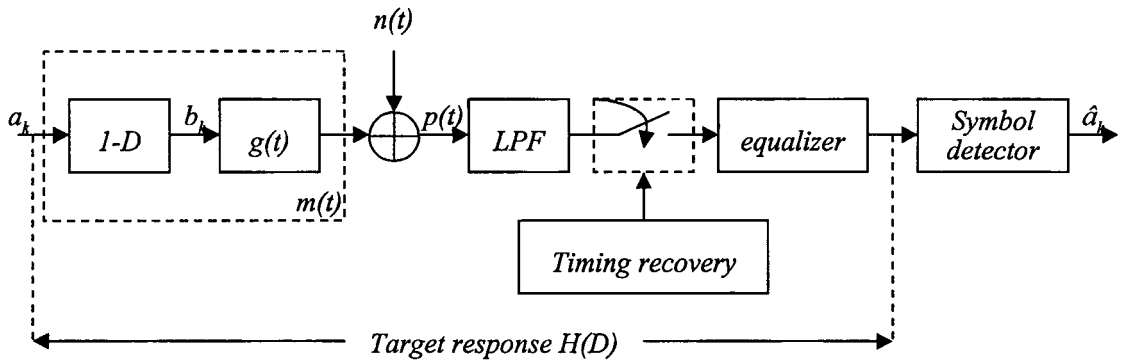 n(t)
a_k
1-D
b_k
g(t)
m(t)
p(t)
LPF
equalizer
Symbol
detector
â_k
Timing recovery
Target response H(D)